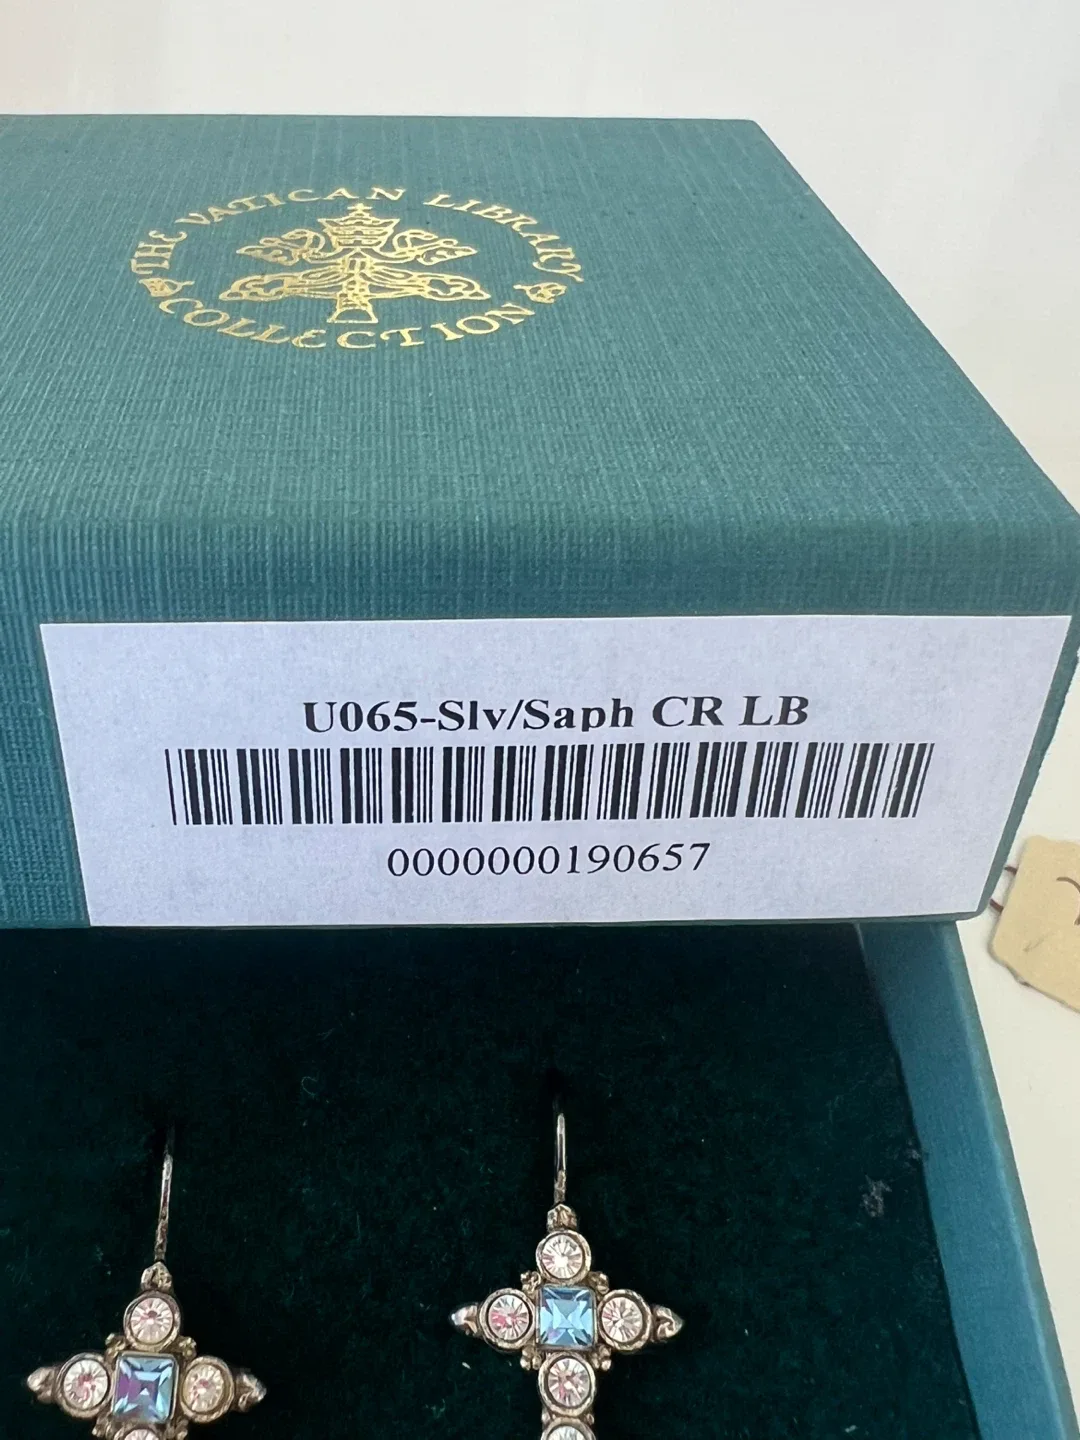 THE VATICAN LIBRARY
COLLECTION
U065-Slv/Saph CR LB
0000000190657